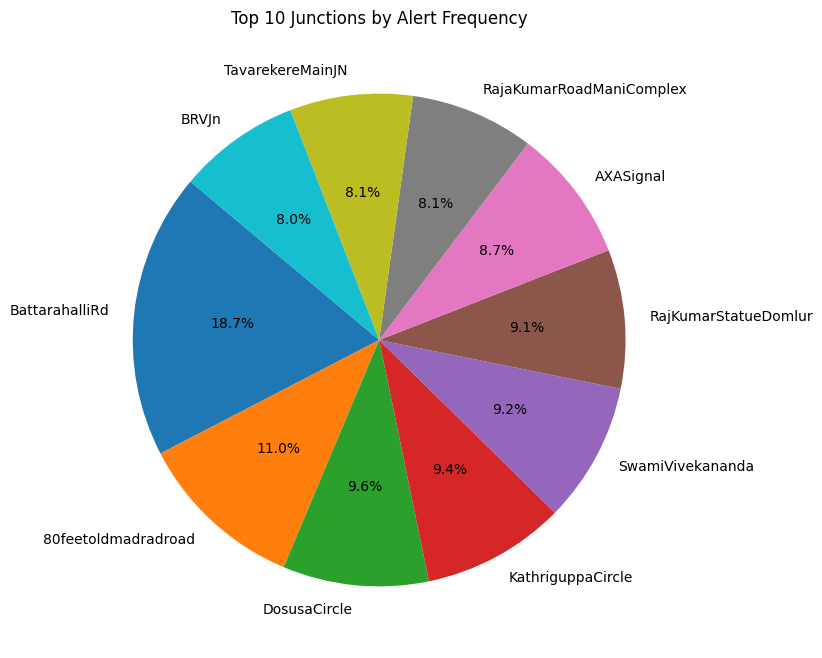 Top 10 Junctions by Alert Frequency
TavarekereMainJN
RajaKumarRoadManiComplex
BRVJn
AXASignal
8.1%
8.1%
8.0%
8.7%
BattarahalliRd
18.7%
9.1%
RajKumarStatueDomlur
9.2%
11.0%
9.4%
SwamiVivekananda
9.6%
80feetoldmadradroad
KathriguppaCircle
DosusaCircle